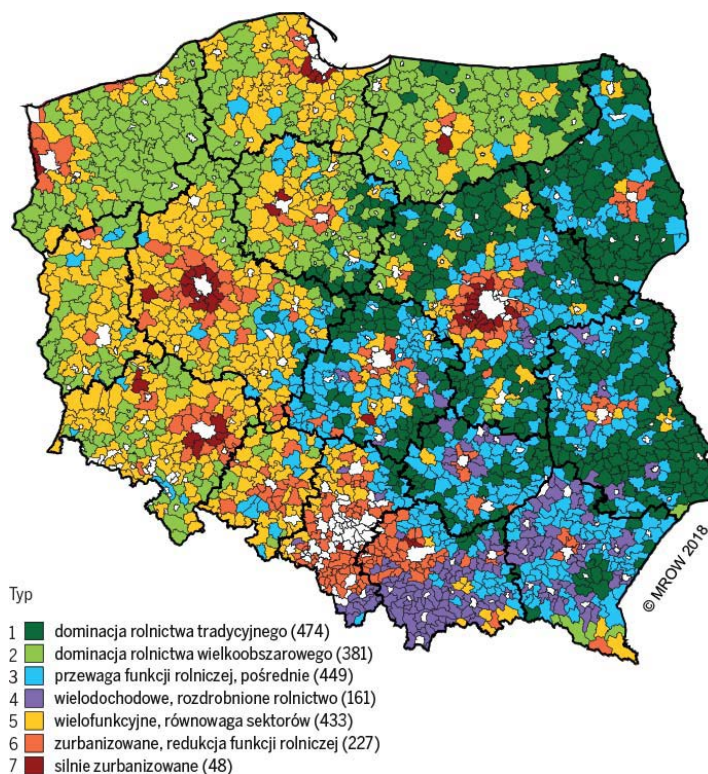 © MROW 2018
Typ
1 dominacja rolnictwa tradycyjnego (474)
2 dominacja rolnictwa wielkoobszarowego (381)
3 przewaga funkcji rolniczej, pośrednie (449)
4 wielodochodowe, rozdrobnione rolnictwo (161)
5 wielofunkcyjne, równowaga sektorów (433)
6 zurbanizowane, redukcja funkcji rolniczej (227)
7 silnie zurbanizowane (48)